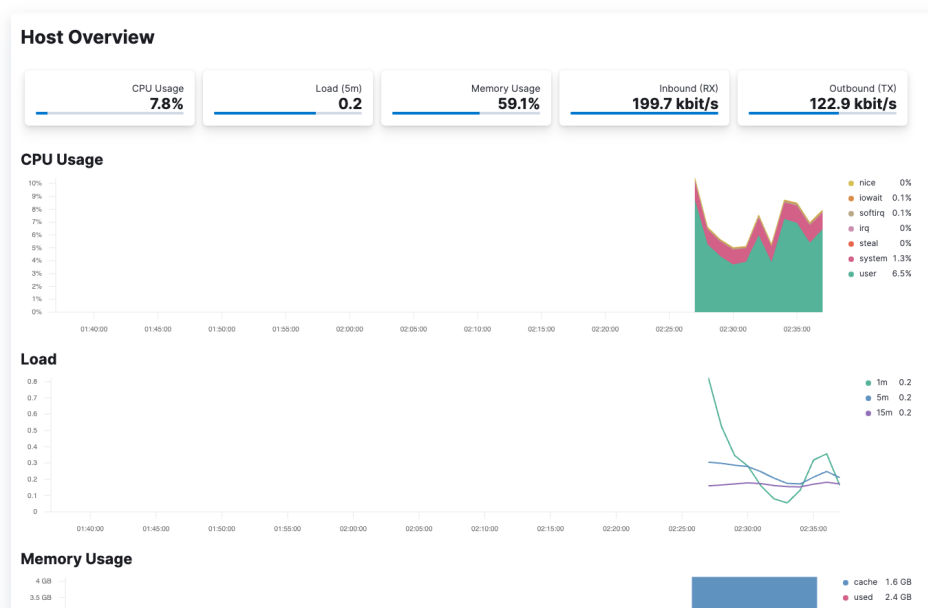 Host Overview
CPU Usage
7.8%
Load (5m)
0.2
Memory Usage
59.1%
Inbound (RX)
199.7 kbit/s
Outbound (TX)
122.9 kbit/s
CPU Usage
10%
9%
8%
7%
6%
5%
4%
3%
2%
1%
0%
01:40:00 01:45:00 01:50:00 01:55:00 02:00:00 02:05:00 02:10:00 02:15:00 02:20:00 02:25:00 02:30:00 02:35:00
nice 0%
iowait 0.1%
softirq 0.1%
irq 0%
steal 0%
system 1.3%
user 6.5%
Load
0.8
0.7
0.6
0.5
0.4
0.3
0.2
0.1
0
01:40:00 01:45:00 01:50:00 01:55:00 02:00:00 02:05:00 02:10:00 02:15:00 02:20:00 02:25:00 02:30:00 02:35:00
1m 0.2
5m 0.2
15m 0.2
Memory Usage
4 GB
3.5 GB
cache 1.6 GB
used 2.4 GB